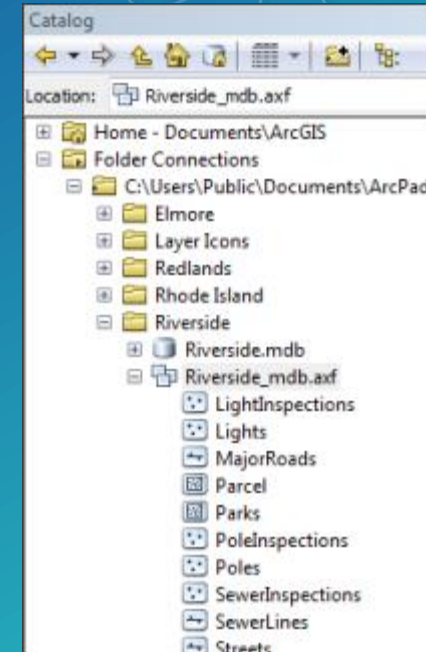 Catalog
Location: Riverside_mdb.axf
Home - Documents\ArcGIS
Folder Connections
C:\Users\Public\Documents\ArcPad
Elmore
Layer Icons
Redlands
Rhode Island
Riverside
Riverside.mdb
Riverside_mdb.axf
LightInspections
Lights
MajorRoads
Parcel
Parks
PoleInspections
Poles
SewerInspections
SewerLines
Streets